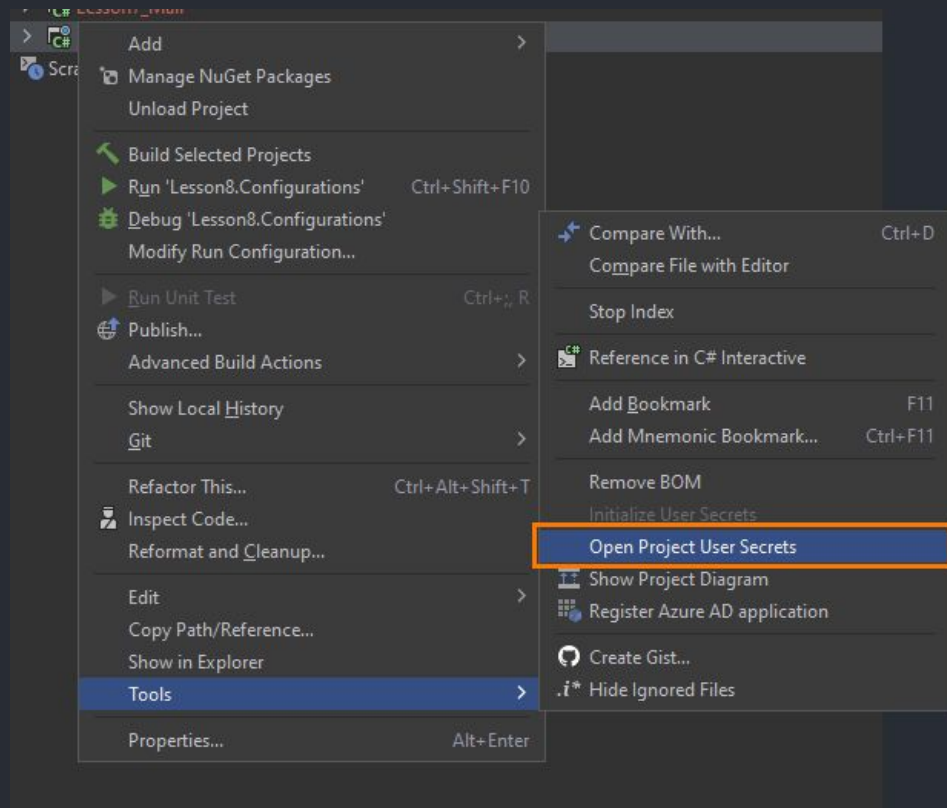 C# Lesson7_Mail
C#
Scra
Add
Manage NuGet Packages
Unload Project
Build Selected Projects
Run 'Lesson8.Configurations' Ctrl+Shift+F10
Debug 'Lesson8.Configurations'
Modify Run Configuration...
Run Unit Test Ctrl+;, R
Publish...
Advanced Build Actions
Show Local History
Git
Refactor This... Ctrl+Alt+Shift+T
Inspect Code...
Reformat and Cleanup...
Edit
Copy Path/Reference...
Show in Explorer
Tools
Properties... Alt+Enter
Compare With... Ctrl+D
Compare File with Editor
Stop Index
Reference in C# Interactive
Add Bookmark F11
Add Mnemonic Bookmark... Ctrl+F11
Remove BOM
Initialize User Secrets
Open Project User Secrets
Show Project Diagram
Register Azure AD application
Create Gist...
.i* Hide Ignored Files